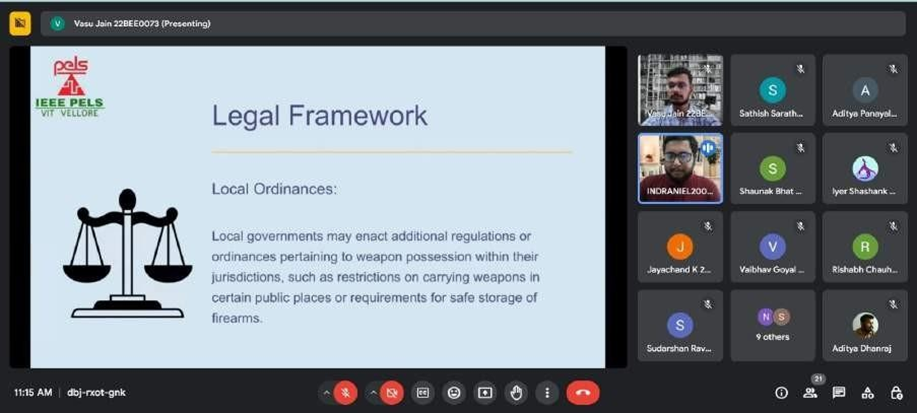 V Vasu Jain 22BEE0073 (Presenting)
pels
IEEE PELS
VIT VELLORE
Legal Framework
Local Ordinances:
Local governments may enact additional regulations or
ordinances pertaining to weapon possession within their
jurisdictions, such as restrictions on carrying weapons in
certain public places or requirements for safe storage of
firearms.
Vasu Jain 22BE...
S
Sathish Sarath...
A
Aditya Panayal...
INDRANIEL200...
S
Shaunak Bhat ...
Iyer Shashank ...
J
Jayachand K 2...
V
Vaibhav Goyal ...
R
Rishabh Chauh...
S
Sudarshan Rav...
N S
9 others
Aditya Dhanraj
11:15 AM | dbj-rxot-gnk
CC
21